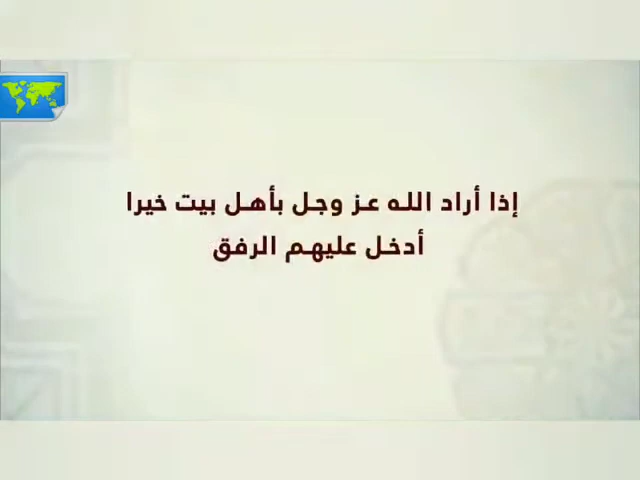 إذا أراد الله عز وجل بأهل بيت خيرا
أدخل عليهم الرفق